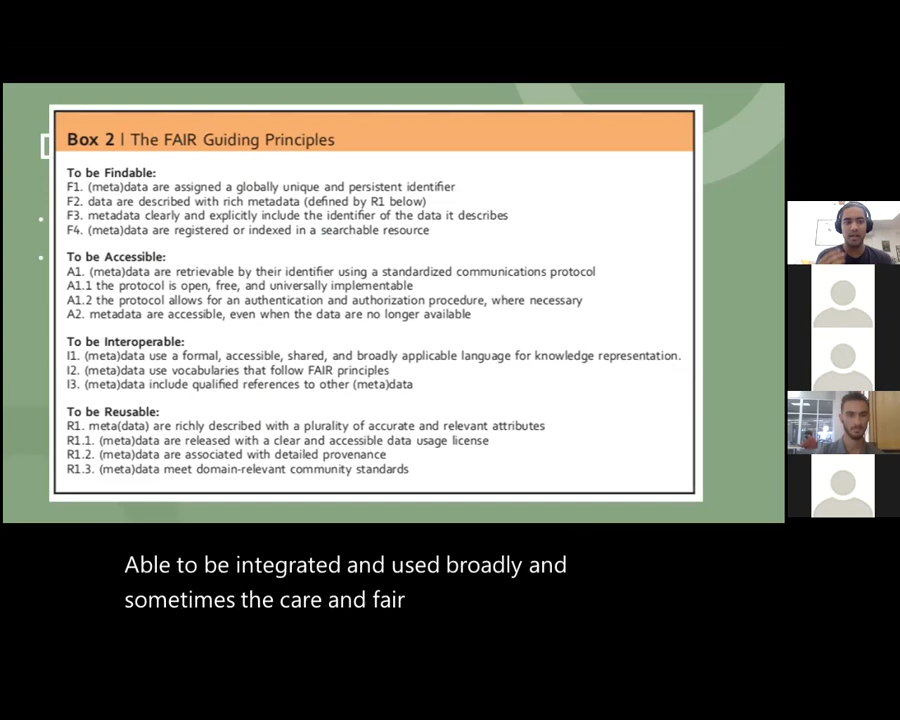 Box 2 | The FAIR Guiding Principles
To be Findable:
F1. (meta)data are assigned a globally unique and persistent identifier
F2. data are described with rich metadata (defined by R1 below)
F3. metadata clearly and explicitly include the identifier of the data it describes
F4. (meta)data are registered or indexed in a searchable resource
To be Accessible:
A1. (meta)data are retrievable by their identifier using a standardized communications protocol
A1.1 the protocol is open, free, and universally implementable
A1.2 the protocol allows for an authentication and authorization procedure, where necessary
A2. metadata are accessible, even when the data are no longer available
To be Interoperable:
I1. (meta)data use a formal, accessible, shared, and broadly applicable language for knowledge representation.
I2. (meta)data use vocabularies that follow FAIR principles
I3. (meta)data include qualified references to other (meta)data
To be Reusable:
R1. meta(data) are richly described with a plurality of accurate and relevant attributes
R1.1. (meta)data are released with a clear and accessible data usage license
R1.2. (meta)data are associated with detailed provenance
R1.3. (meta)data meet domain-relevant community standards
Able to be integrated and used broadly and
sometimes the care and fair